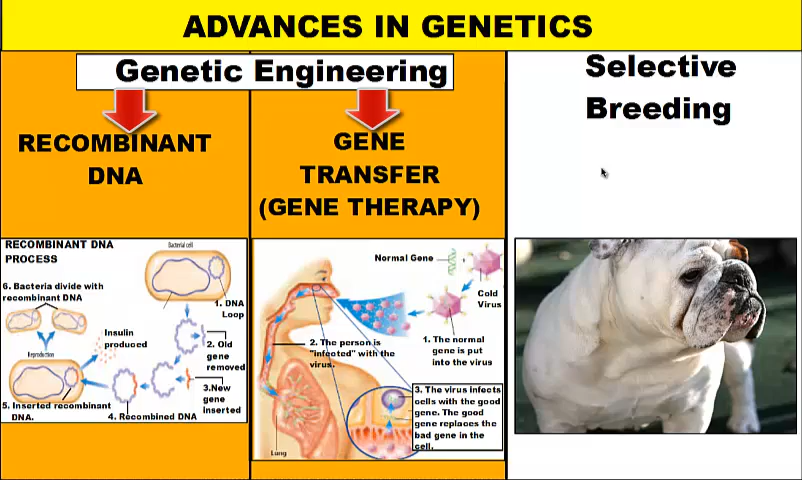 ADVANCES IN GENETICS
Genetic Engineering
RECOMBINANT
DNA
GENE
TRANSFER
(GENE THERAPY)
Selective
Breeding
RECOMBINANT DNA
PROCESS
Bacterial cell
1. DNA
Loop
2. Old
gene
removed
3.New
gene
inserted
4. Recombined DNA
5. Inserted recombinant
DNA.
Reproduction
Insulin
produced
6. Bacteria divide with
recombinant DNA
Normal Gene
Cold
Virus
1. The normal
gene is put
into the virus
2. The person is
"infected" with the
virus.
3. The virus infects
cells with the good
gene. The good
gene replaces the
bad gene in the
cell.
Lung